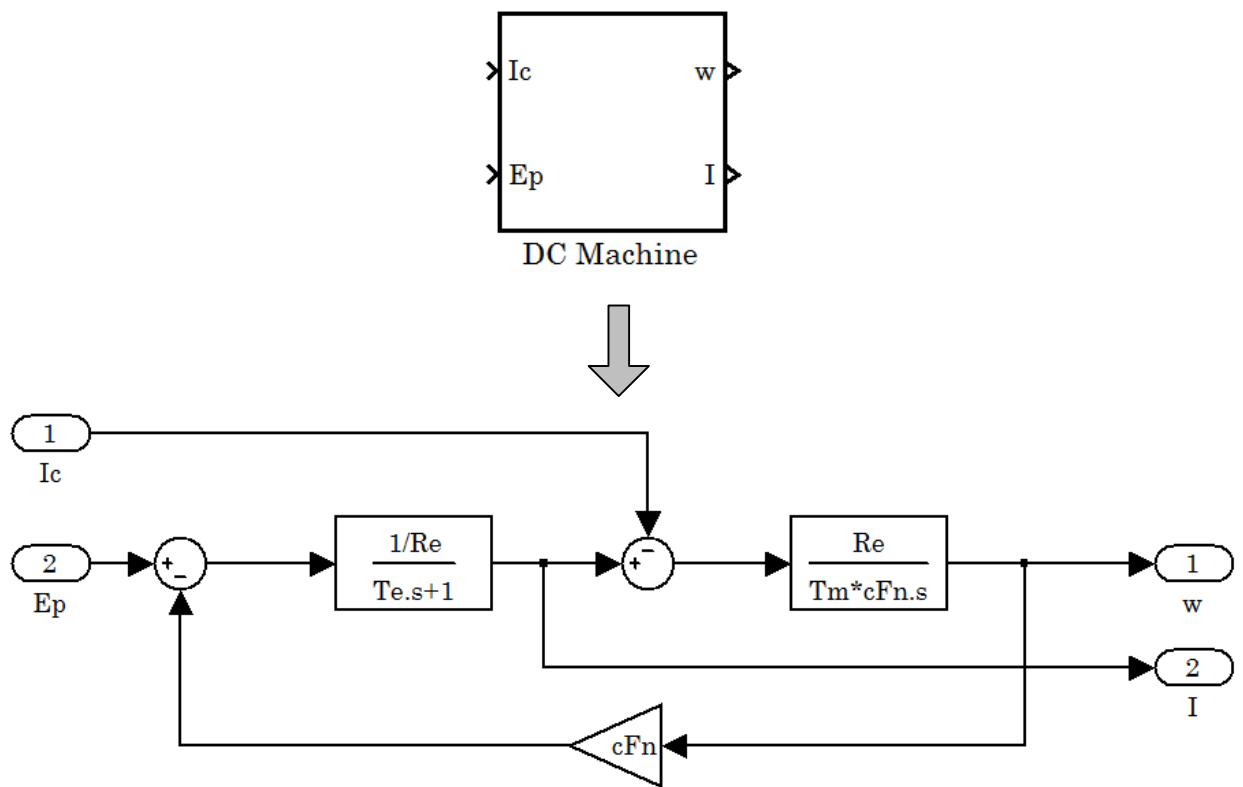 Ic
w
Ep
I
DC Machine
1
Ic
2
Ep
+
-
1/Re
Te.s+1
-
+
Re
Tm*cFn.s
1
w
2
I
cFn